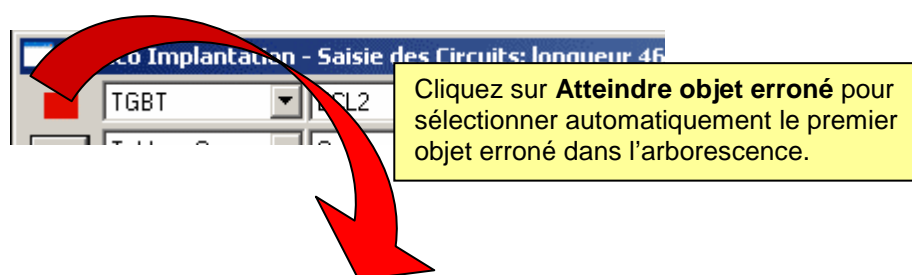 Implantation - Saisie des Circuits: longueur 46
TGBT
Cliquez sur Atteindre objet erroné pour
sélectionner automatiquement le premier
objet erroné dans l'arborescence.